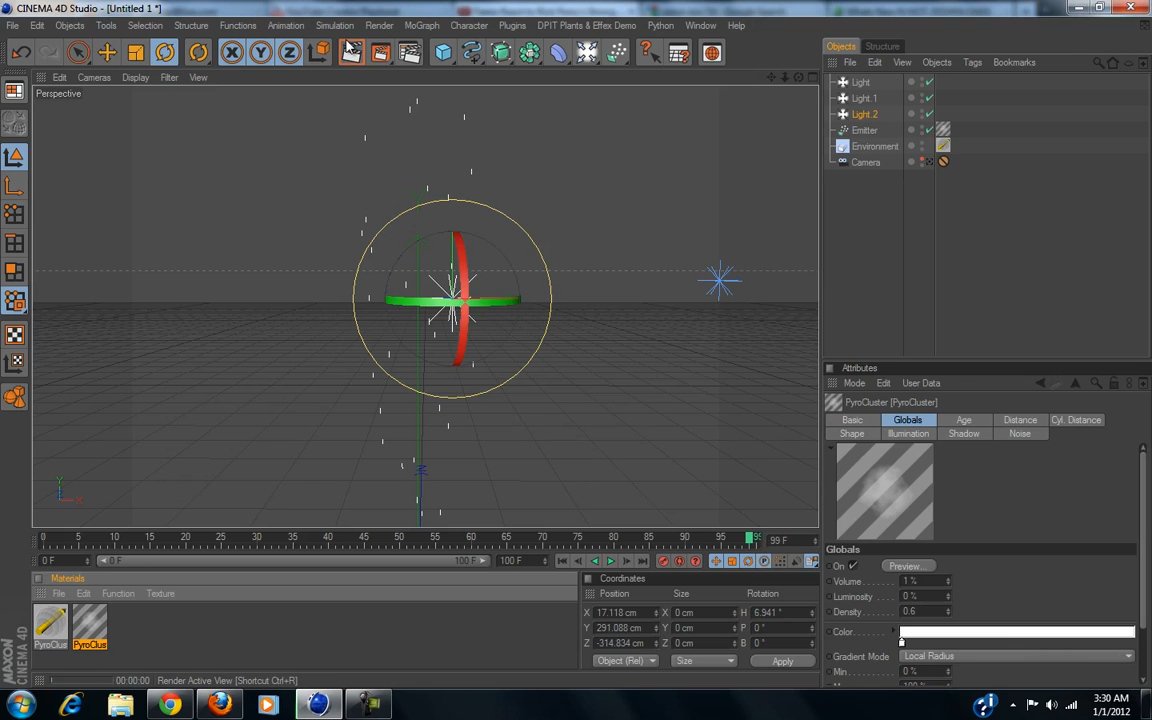 CINEMA 4D Studio - [Untitled 1 *]
File Edit Objects Tools Selection Structure Functions Animation Simulation Render MoGraph Character Plugins DPIT Plants & Effex Demo Python Window Help
X Y Z
Edit Cameras Display Filter View
Perspective
Y
X
0 5 10 15 20 25 30 35 40 45 50 55 60 65 70 75 80 85 90 95 99 F
0 F 0 F 100 F 100 F
Materials
File Edit Function Texture
PyroClus PyroClus
MAXON CINEMA 4D
Coordinates
Position Size Rotation
X 17.118 cm X 0 cm H 6.941 °
Y 291.088 cm Y 0 cm P 0 °
Z -314.834 cm Z 0 cm B 0 °
Object (Rel) Size Apply
00:00:00 Render Active View [Shortcut Ctrl+R]
Objects Structure
File Edit View Objects Tags Bookmarks
Light
Light.1
Light.2
Emitter
Environment
Camera
Attributes
Mode Edit User Data
PyroCluster [PyroCluster]
Basic Globals Age Distance Cyl. Distance
Shape Illumination Shadow Noise
Globals
On Preview...
Volume 1 %
Luminosity 0 %
Density 0.6
Color
Gradient Mode Local Radius
Min 0 %
3:30 AM
1/1/2012